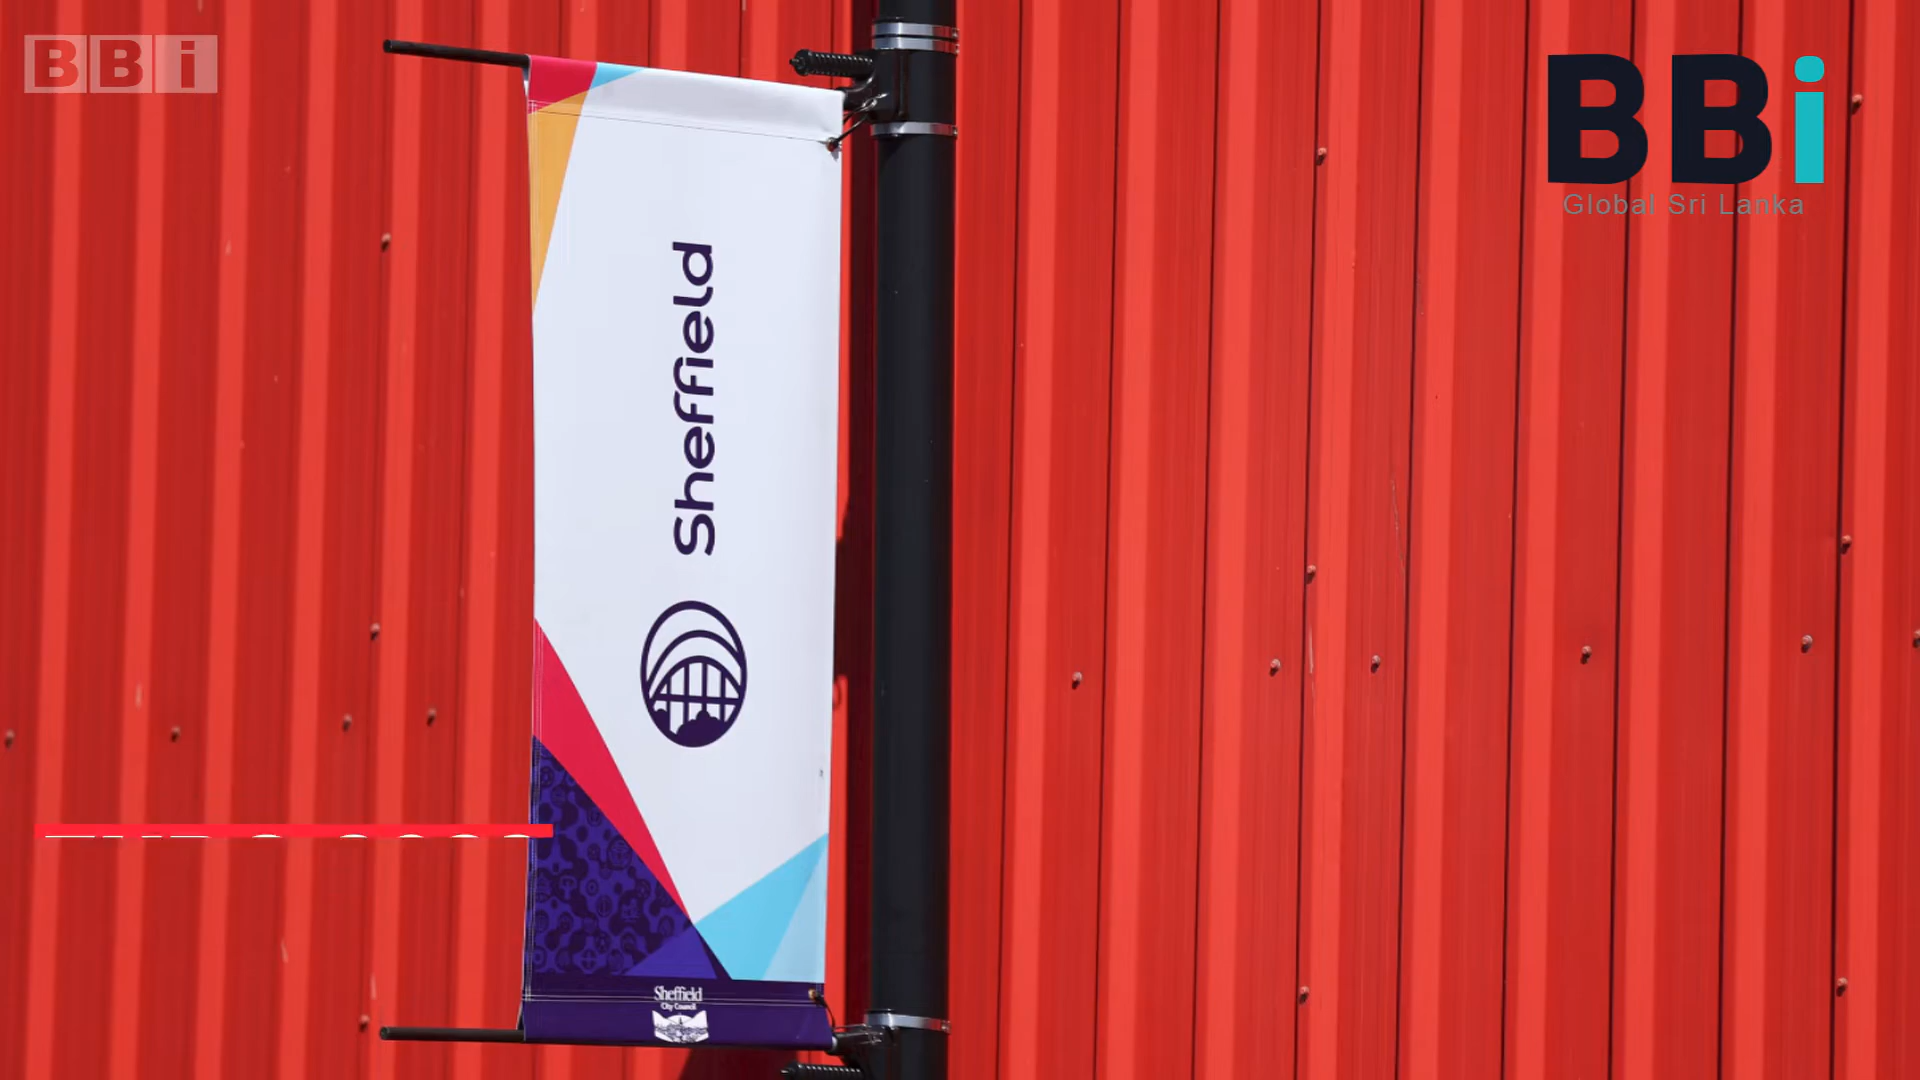 BBi
BBi
Global Sri Lanka
Sheffield
Sheffield
City Council